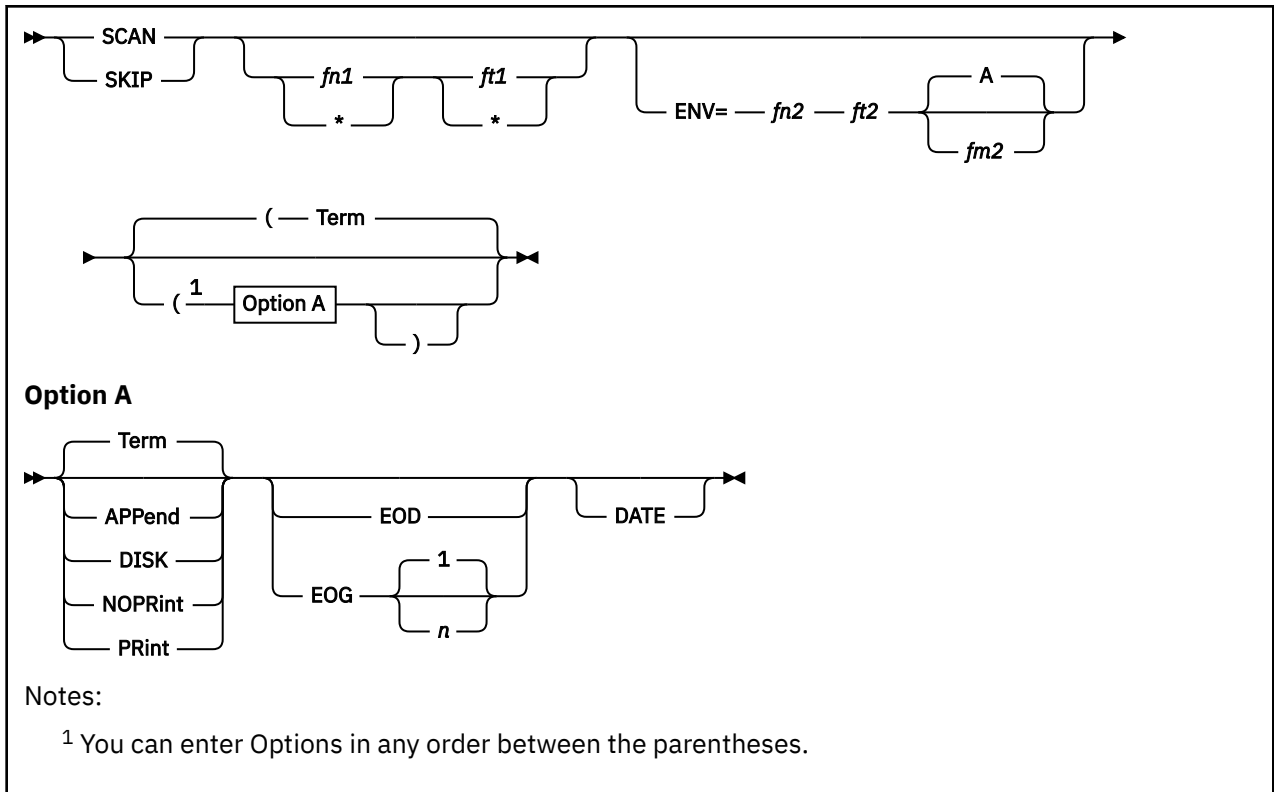 SCAN
SKIP
fn1
*
ft1
*
ENV= fn2 ft2
A
fm2
( Term
( 1 Option A
)
Option A
Term
APPend
DISK
NOPRint
PRint
EOD
EOG
1
n
DATE
Notes:
1 You can enter Options in any order between the parentheses.